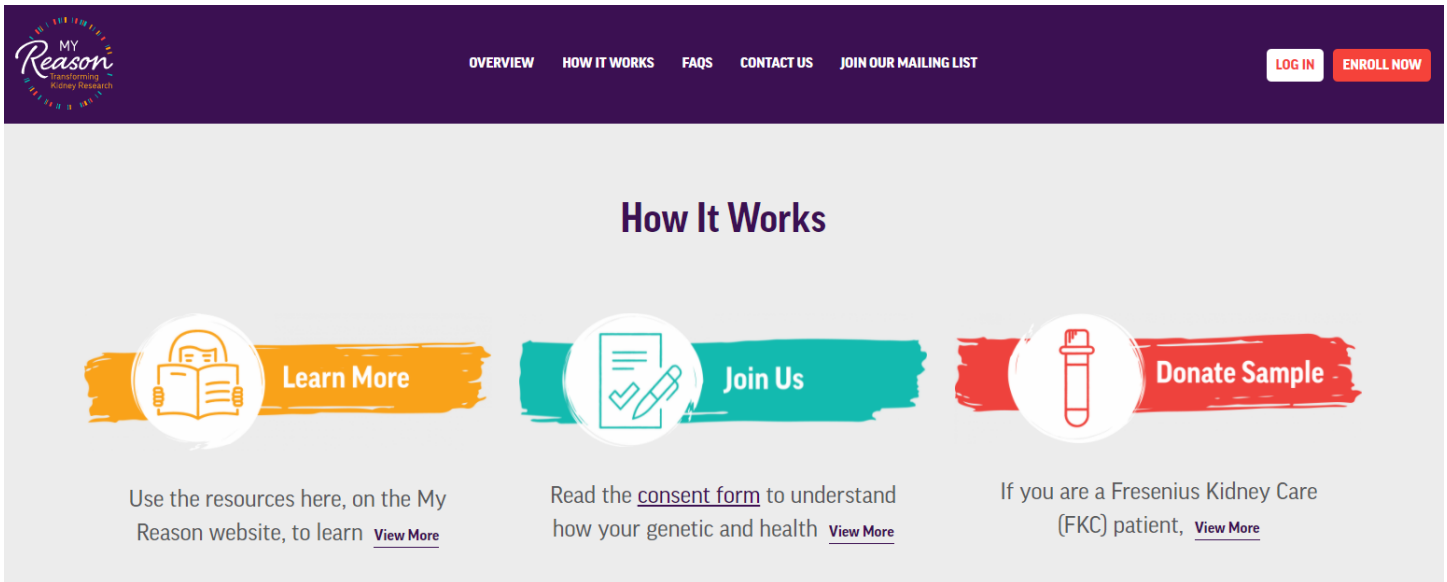 MY
Reason
Transforming
Kidney Research
OVERVIEW HOW IT WORKS FAQS CONTACT US JOIN OUR MAILING LIST
LOG IN ENROLL NOW
How It Works
Learn More
Use the resources here, on the My
Reason website, to learn View More
Join Us
Read the consent form to understand
how your genetic and health View More
Donate Sample
If you are a Fresenius Kidney Care
(FKC) patient, View More